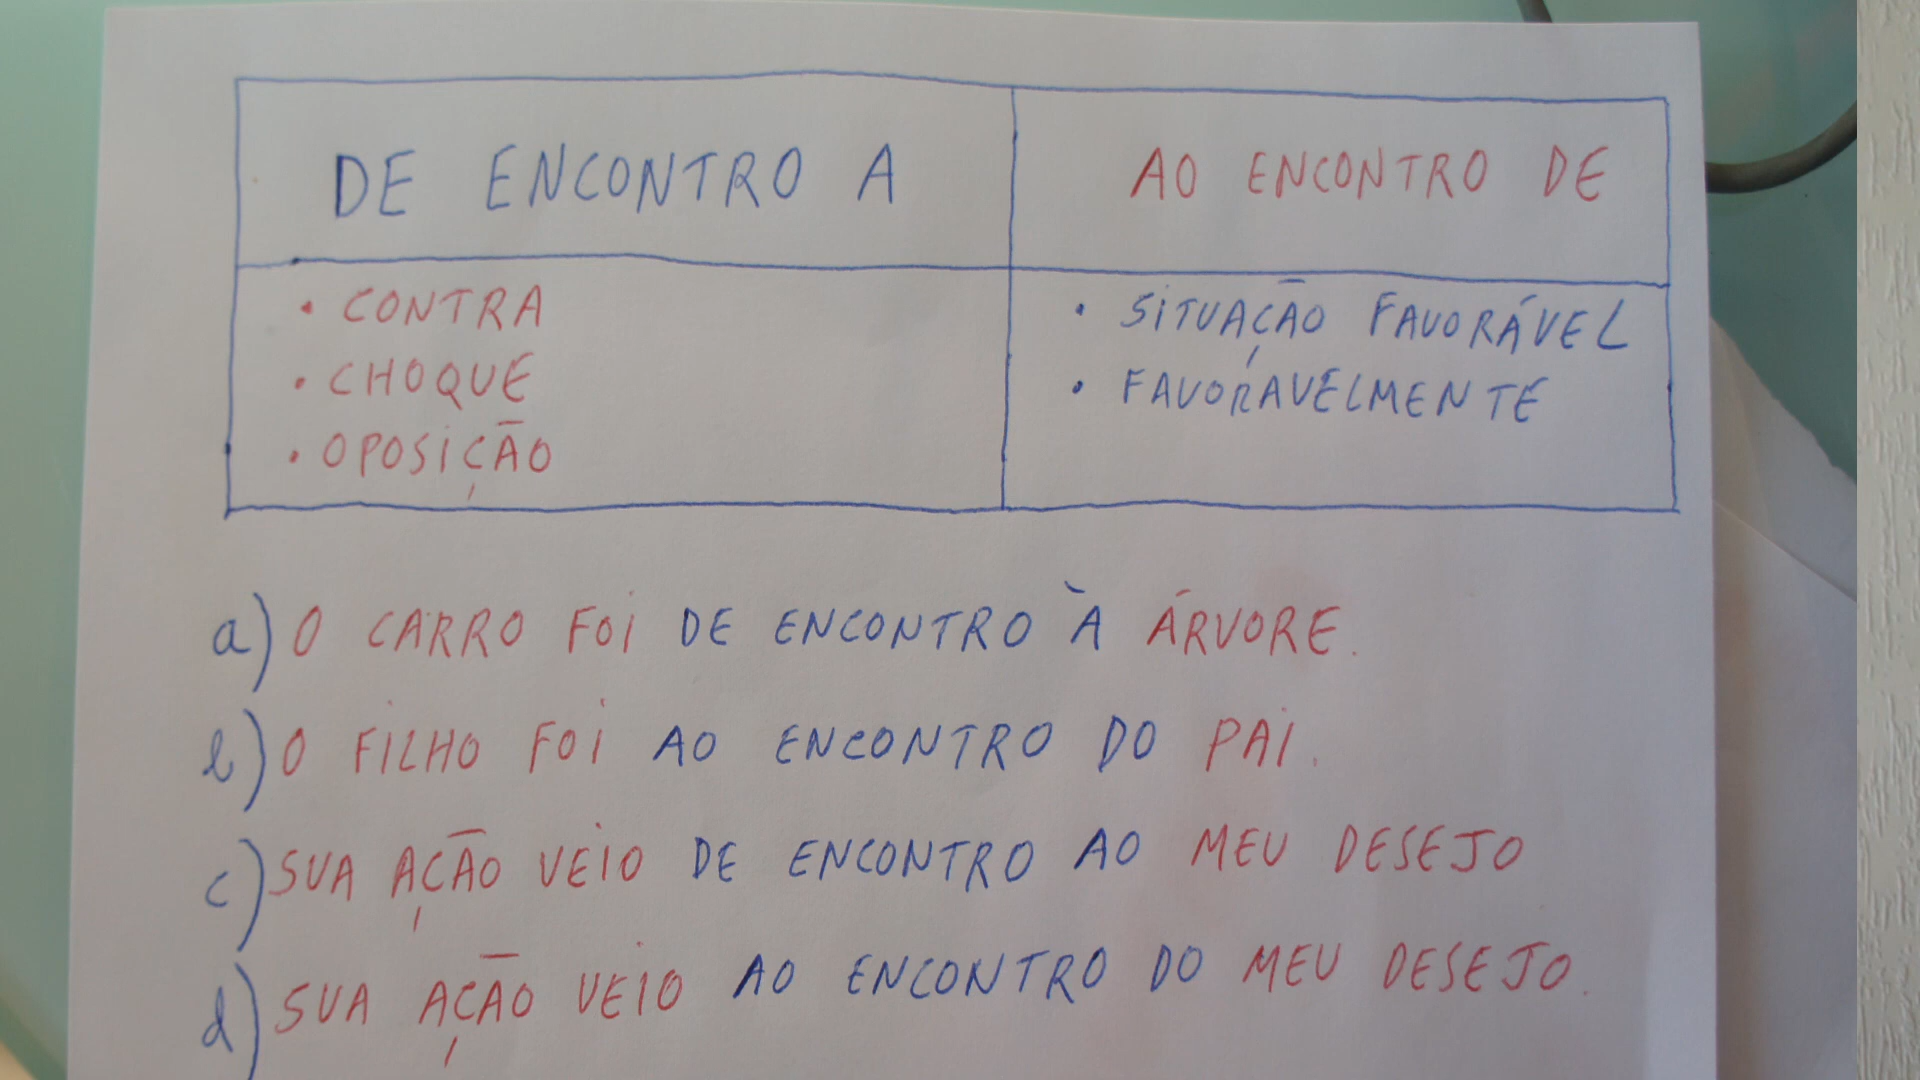 DE ENCONTRO A
AO ENCONTRO DE
• CONTRA
• CHOQUE
• OPOSIÇÃO
• SITUAÇÃO FAVORÁVEL
• FAVORAVELMENTE
a) O CARRO FOI DE ENCONTRO À ÁRVORE.
b) O FILHO FOI AO ENCONTRO DO PAI.
c) SUA AÇÃO VEIO DE ENCONTRO AO MEU DESEJO
d) SUA AÇÃO VEIO AO ENCONTRO DO MEU DESEJO.